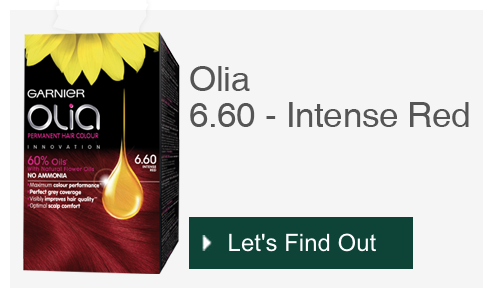 GARNIER
OLIA
PERMANENT HAIR COLOUR
INNOVATION
60% Oils
with Natural Flower Oils
NO AMMONIA
6.60
INTENSE
RED
Maximum colour performance
Perfect grey coverage
Visibly improves hair quality
Optimal scalp comfort
Olia
6.60 - Intense Red
Let's Find Out